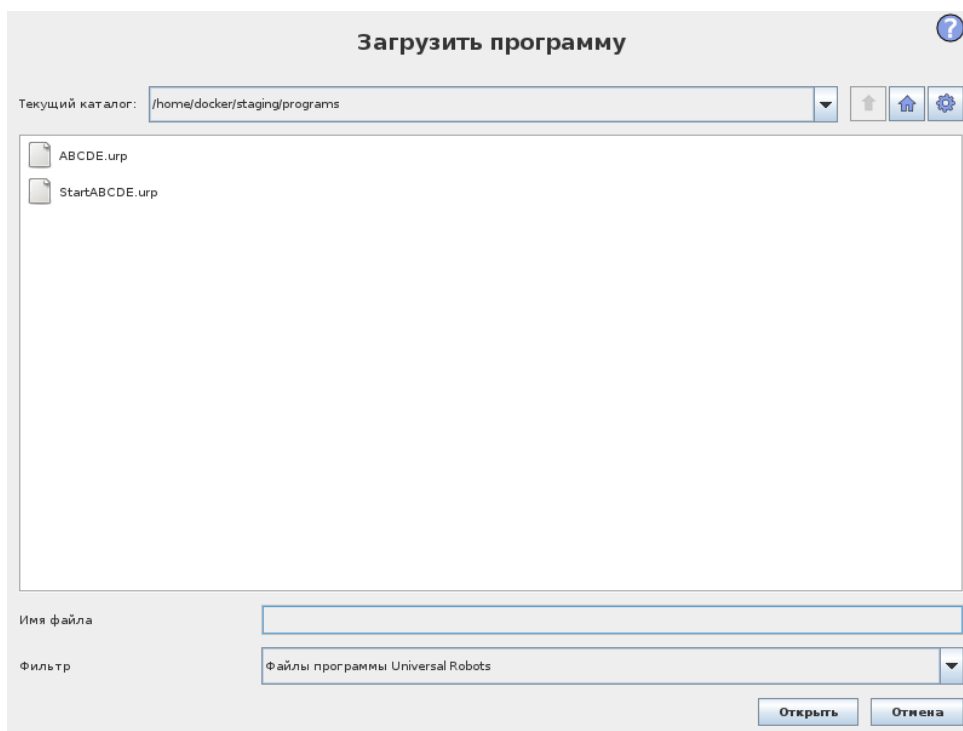 Загрузить программу
?
Текущий каталог: /home/docker/staging/programs
ABCDE.urp
StartABCDE.urp
Имя файла
Фильтр Файлы программы Universal Robots
Открыть Отмена